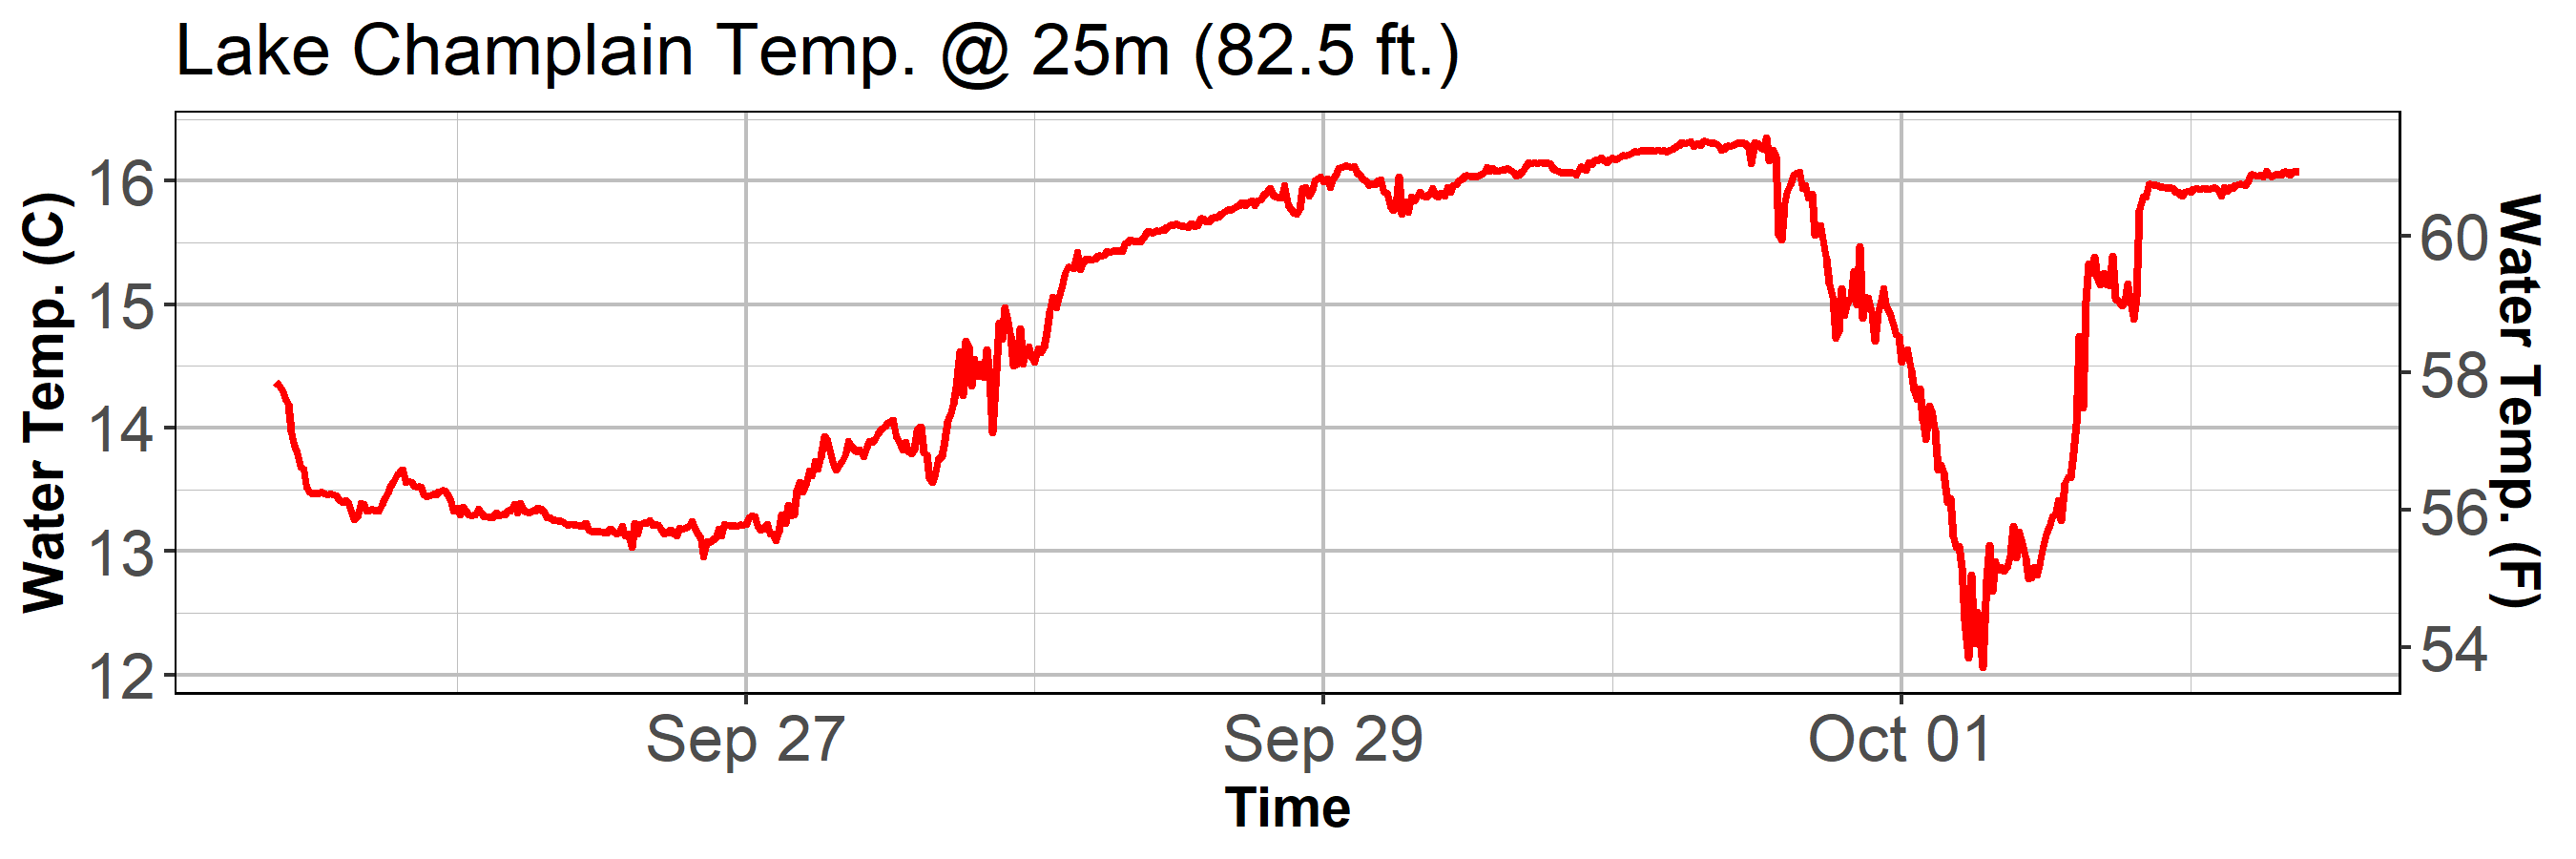 Lake Champlain Temp. @ 25m (82.5 ft.)
Water Temp. (C)
16
15
14
13
12
60
58
56
54
Water Temp. (F)
Sep 27 Sep 29 Oct 01
Time